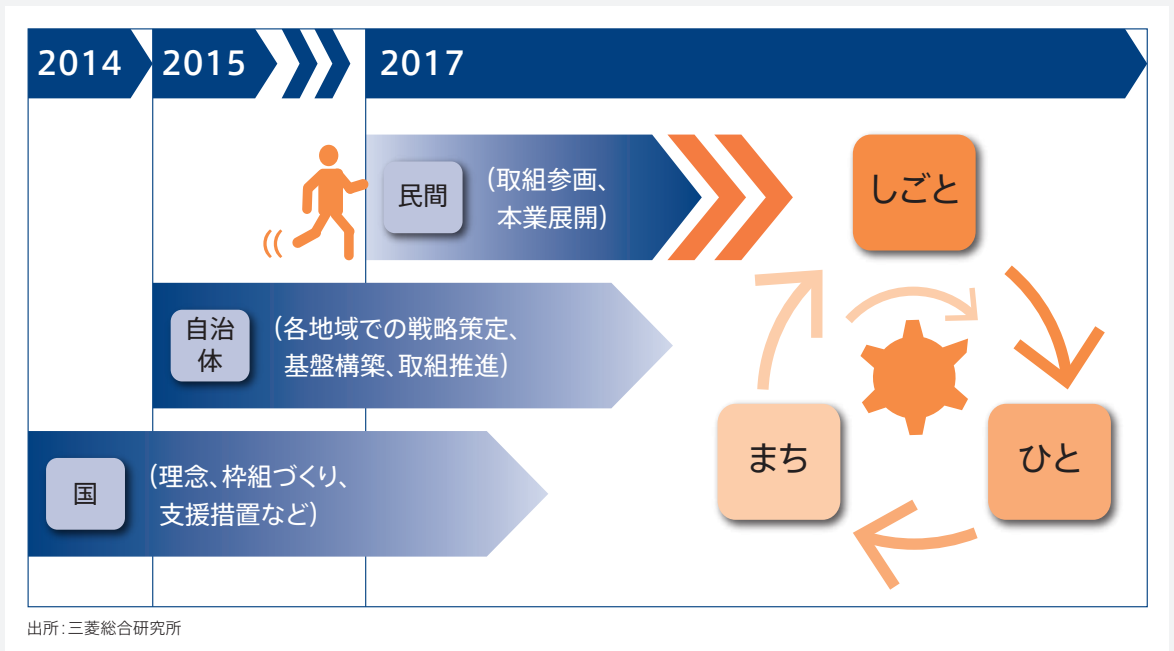 2014
2015
2017
民間
(取組参画、
本業展開)
しごと
自治
体
(各地域での戦略策定、
基盤構築、取組推進)
まち
ひと
国
(理念、枠組づくり、
支援措置など)
出所:三菱総合研究所